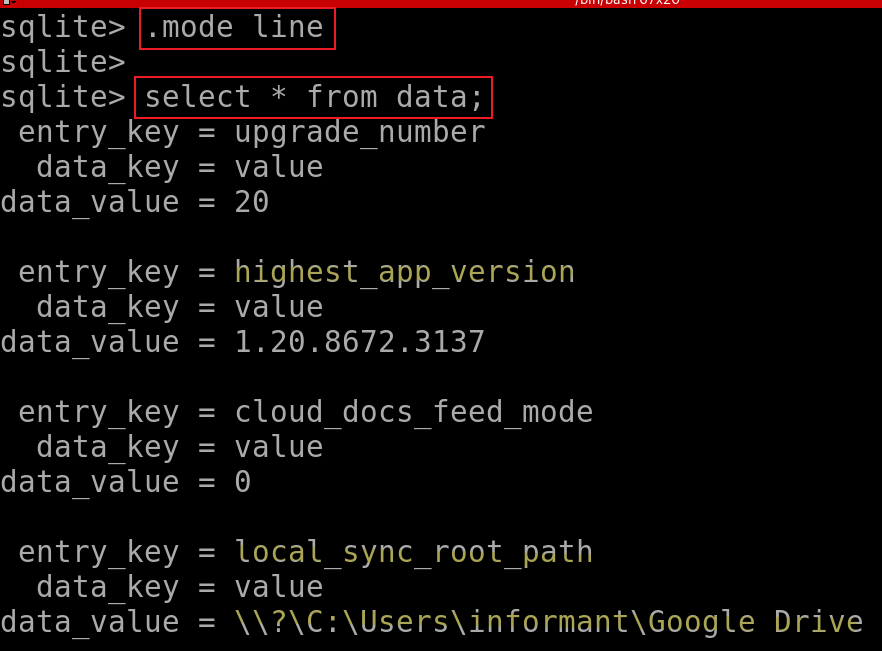 /bin/bash 67x26
sqlite> .mode line
sqlite>
sqlite> select * from data;
entry_key = upgrade_number
data_key = value
data_value = 20
entry_key = highest_app_version
data_key = value
data_value = 1.20.8672.3137
entry_key = cloud_docs_feed_mode
data_key = value
data_value = 0
entry_key = local_sync_root_path
data_key = value
data_value = \\?\C:\Users\informant\Google Drive